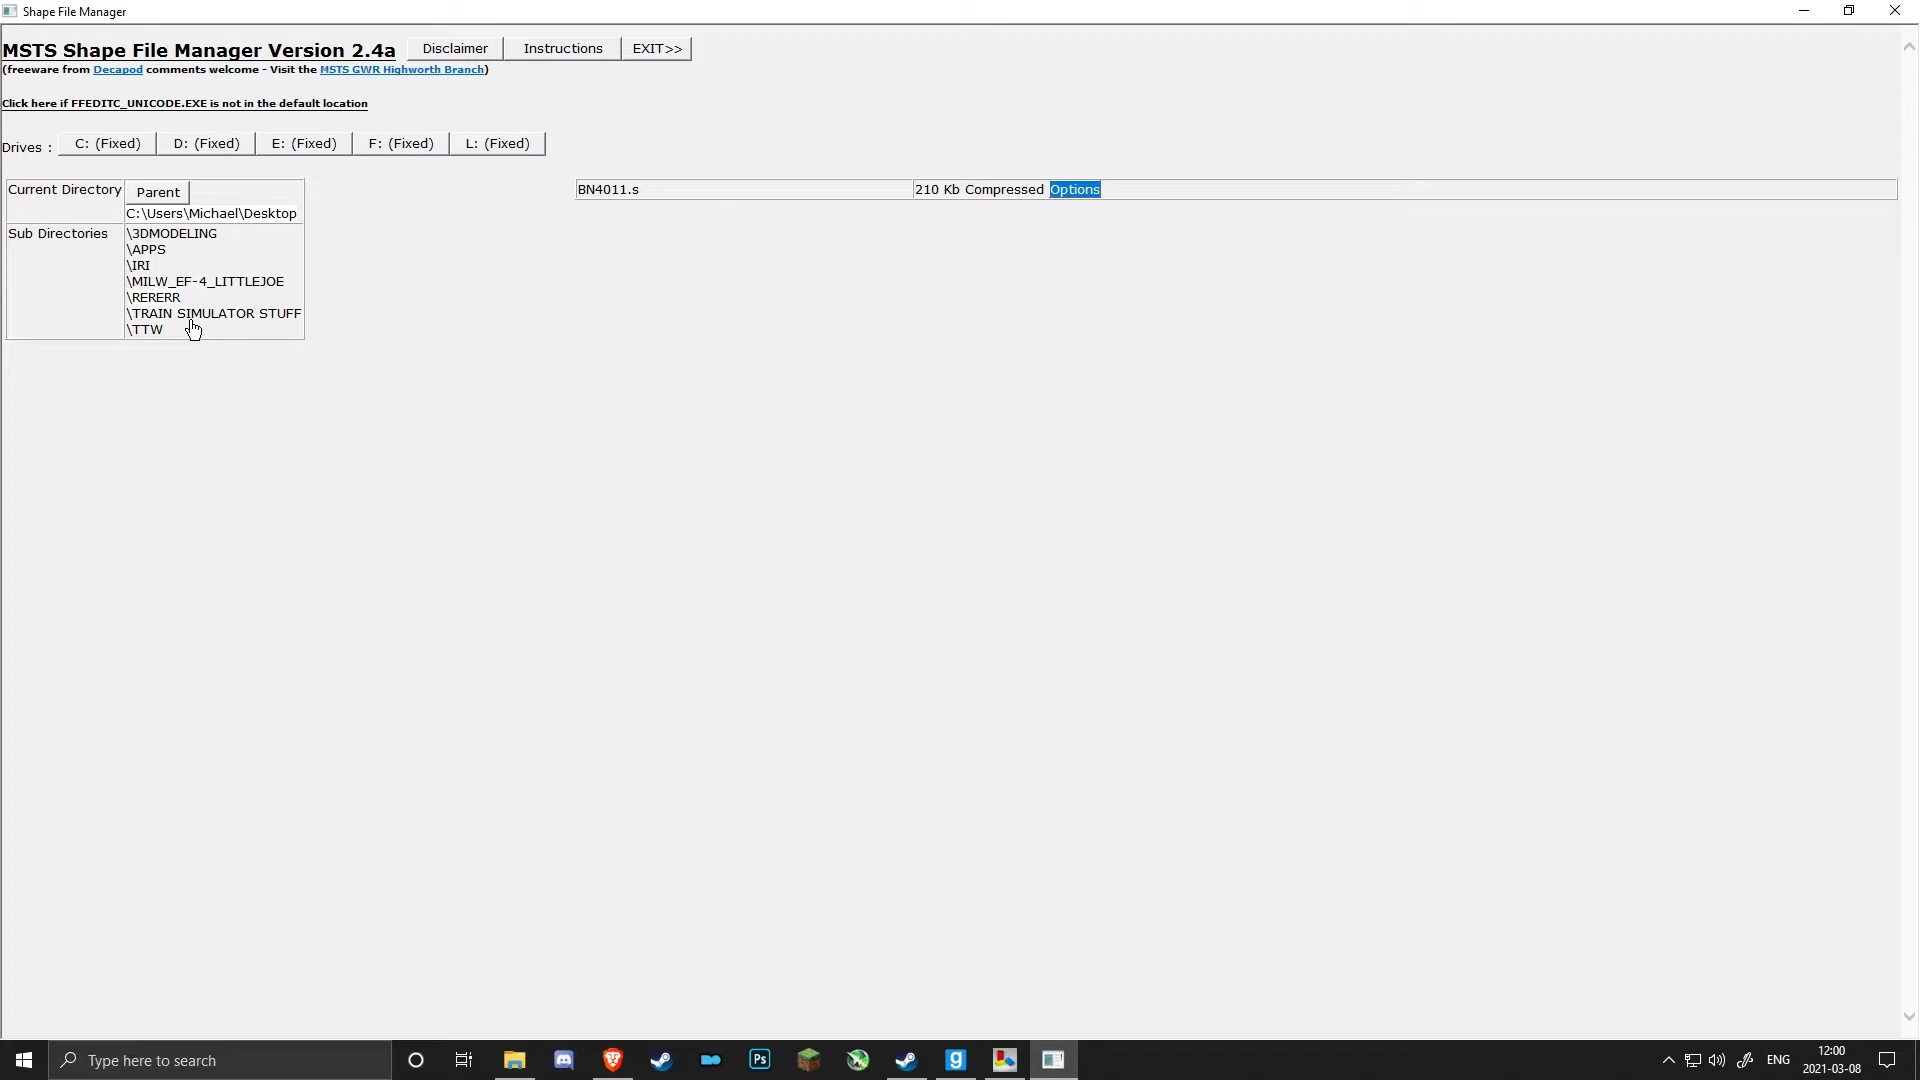 Shape File Manager
MSTS Shape File Manager Version 2.4a Disclaimer Instructions EXIT>>
(freeware from Decapod comments welcome - Visit the MSTS GWR Highworth Branch)
Click here if FFEDITC_UNICODE.EXE is not in the default location
Drives : C: (Fixed) D: (Fixed) E: (Fixed) F: (Fixed) L: (Fixed)
Current Directory Parent
C:\Users\Michael\Desktop
Sub Directories \3DMODELING
\APPS
\IRI
\MILW_EF-4_LITTLEJOE
\RERERR
\TRAIN SIMULATOR STUFF
\TTW
BN4011.s 210 Kb Compressed Options
Type here to search
Ps
g
ENG
12:00
2021-03-08